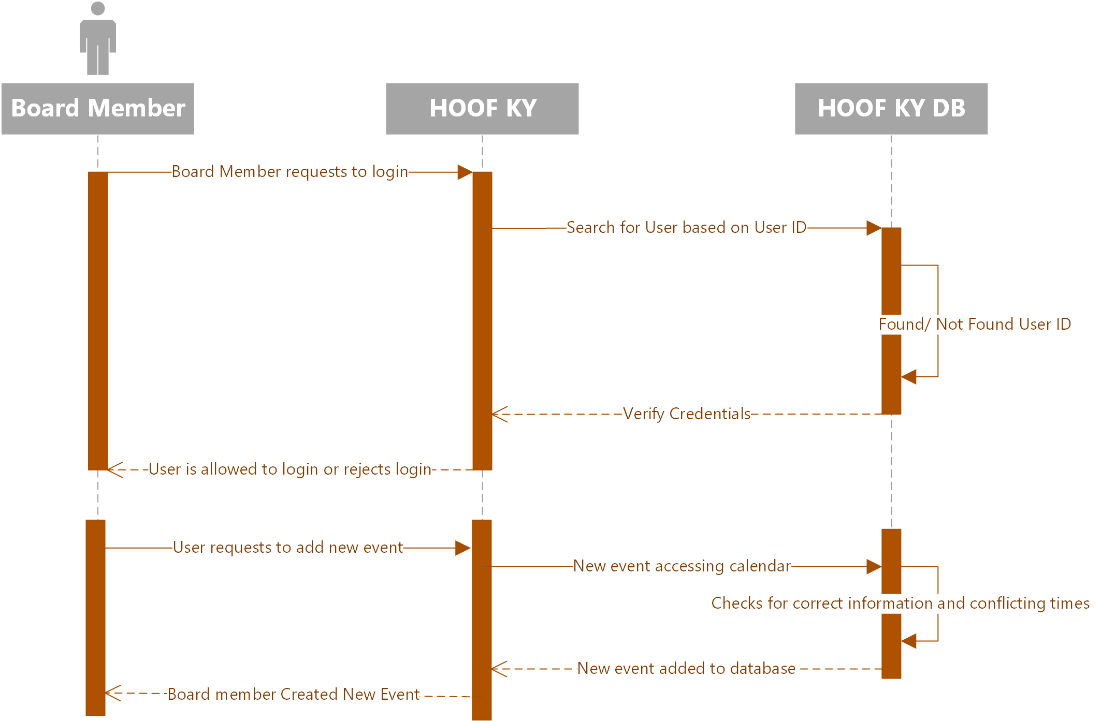 Board Member
HOOF KY
HOOF KY DB
Board Member requests to login
Search for User based on User ID
Found/ Not Found User ID
Verify Credentials
User is allowed to login or rejects login
User requests to add new event
New event accessing calendar
Checks for correct information and conflicting times
New event added to database
Board member Created New Event